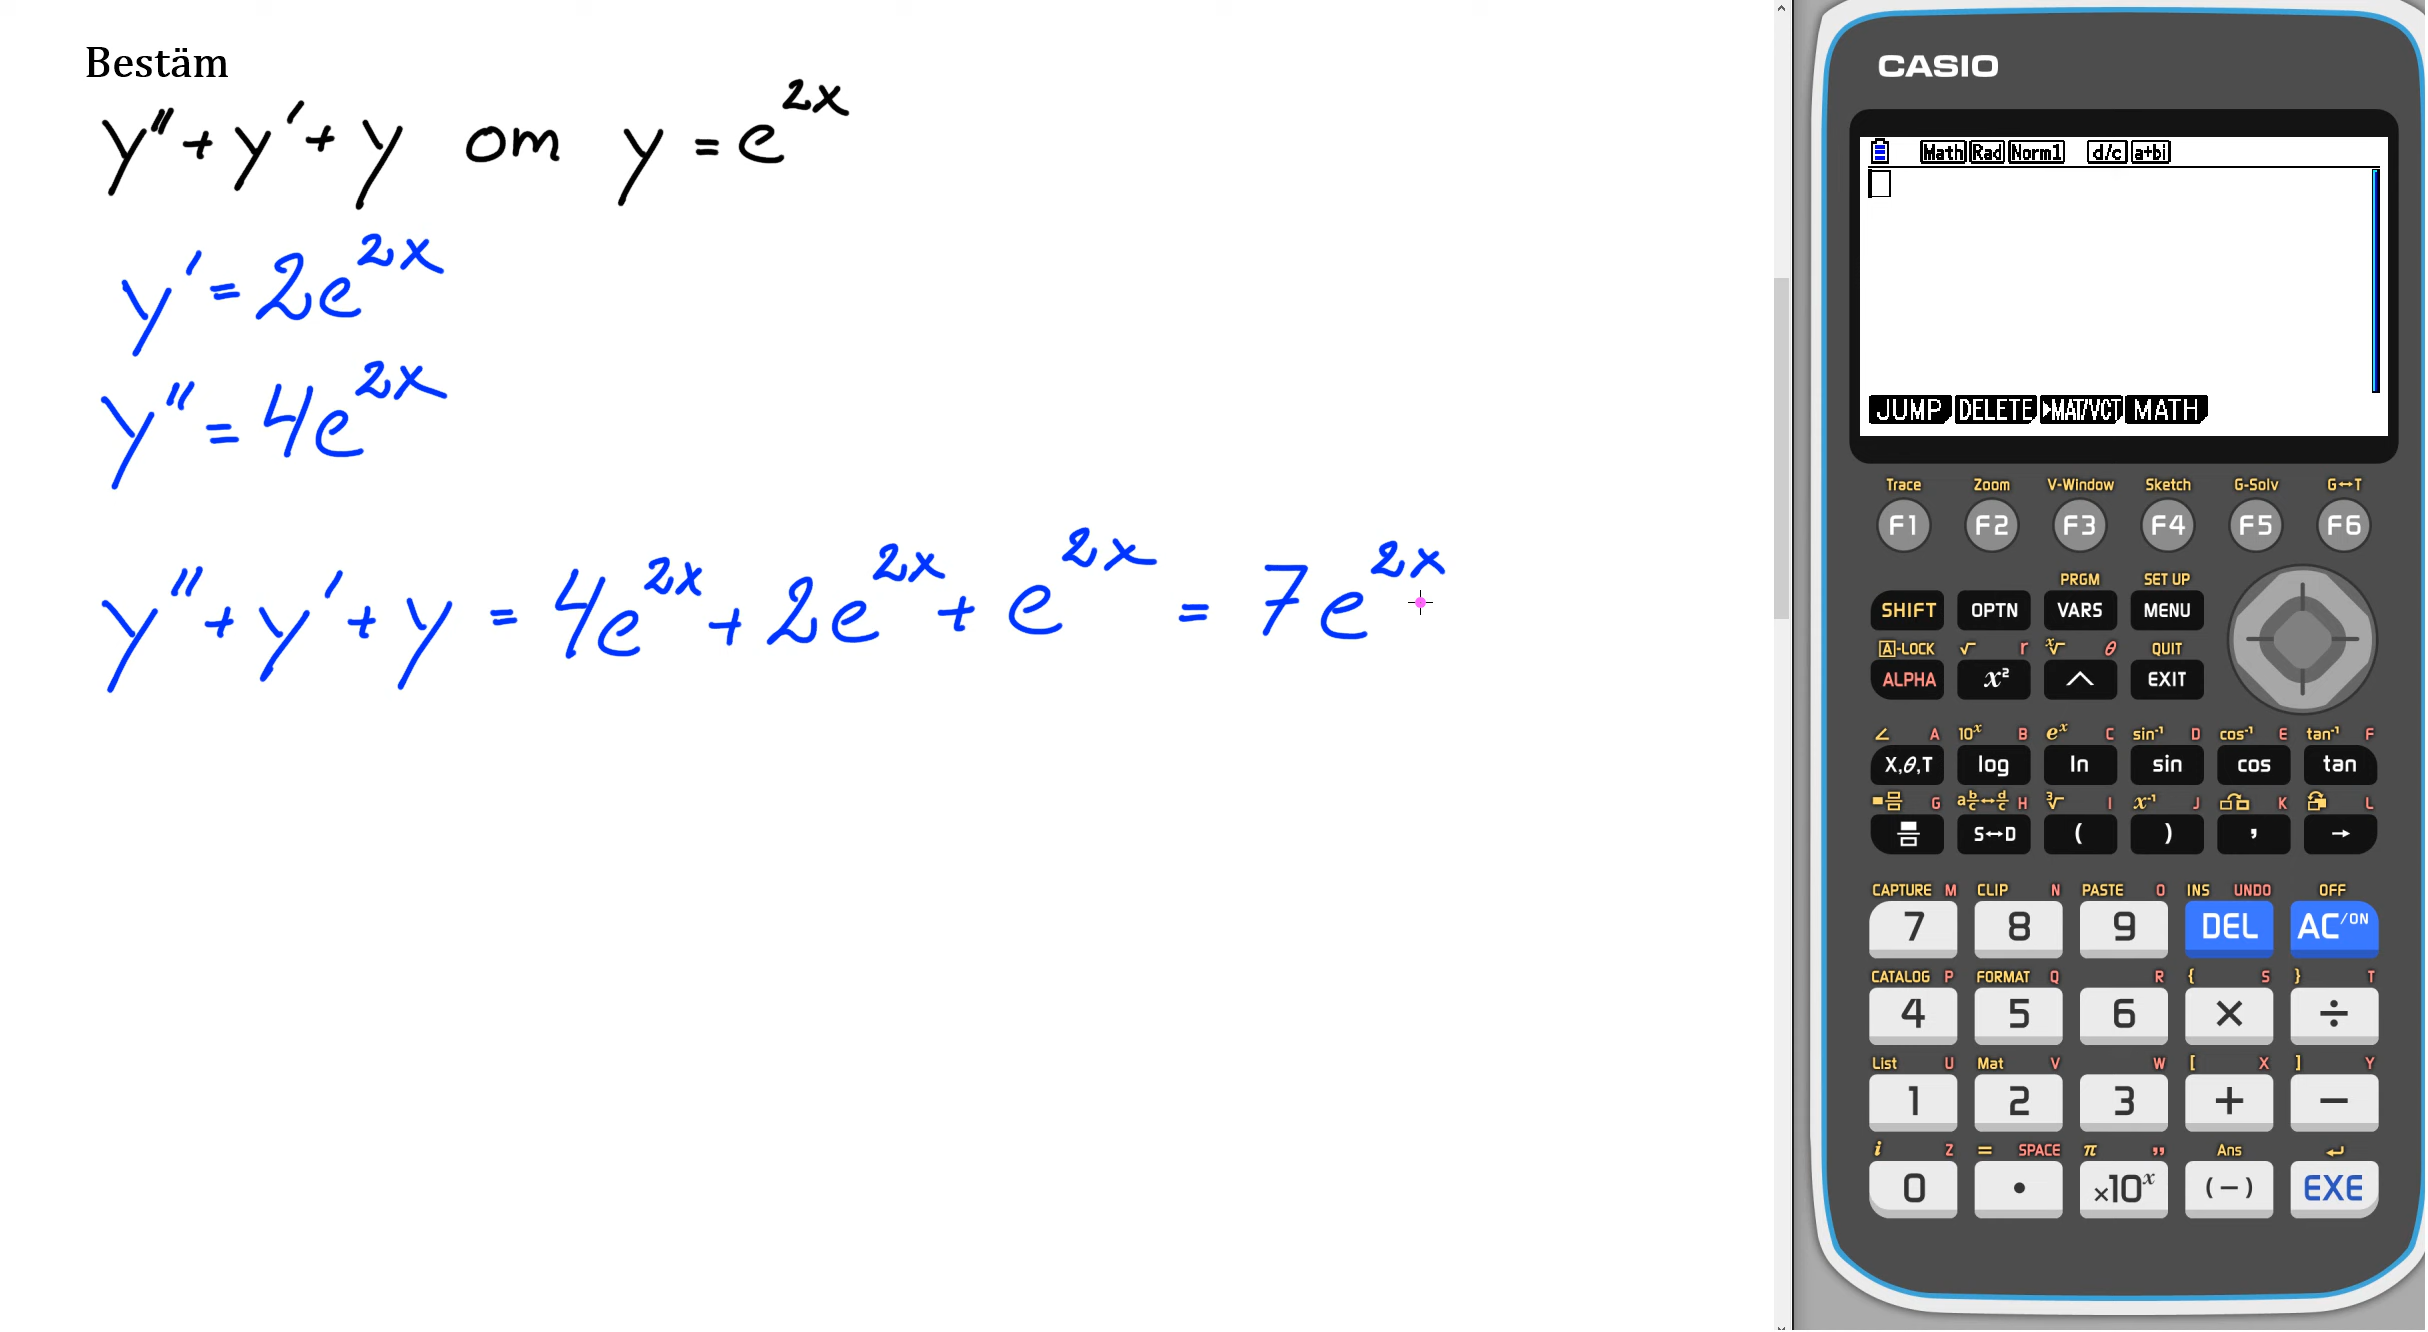 Bestäm
y'' + y' + y om y = e^2x
y' = 2e^2x
y'' = 4e^2x
y'' + y' + y = 4e^2x + 2e^2x + e^2x = 7e^2x
CASIO
Math Rad Norm1 d/c a+bi
JUMP DELETE ▶MAT/VCT MATH
Trace Zoom V-Window Sketch G-Solv G↔T
F1 F2 F3 F4 F5 F6
PRGM SET UP
SHIFT OPTN VARS MENU
A-LOCK √ r ˣ√ θ QUIT
ALPHA x² ^ EXIT
∠ A 10ˣ B eˣ C sin⁻¹ D cos⁻¹ E tan⁻¹ F
X,θ,T log ln sin cos tan
G a b/c↔d/c H ³√ I x⁻¹ J K L
S↔D ( ) , →
CAPTURE M CLIP N PASTE O INS UNDO OFF
7 8 9 DEL AC/ON
CATALOG P FORMAT Q R { S } T
4 5 6 × ÷
List U Mat V W [ X ] Y
1 2 3 + −
i Z = SPACE π " Ans ↵
0 • ×10ˣ (−) EXE